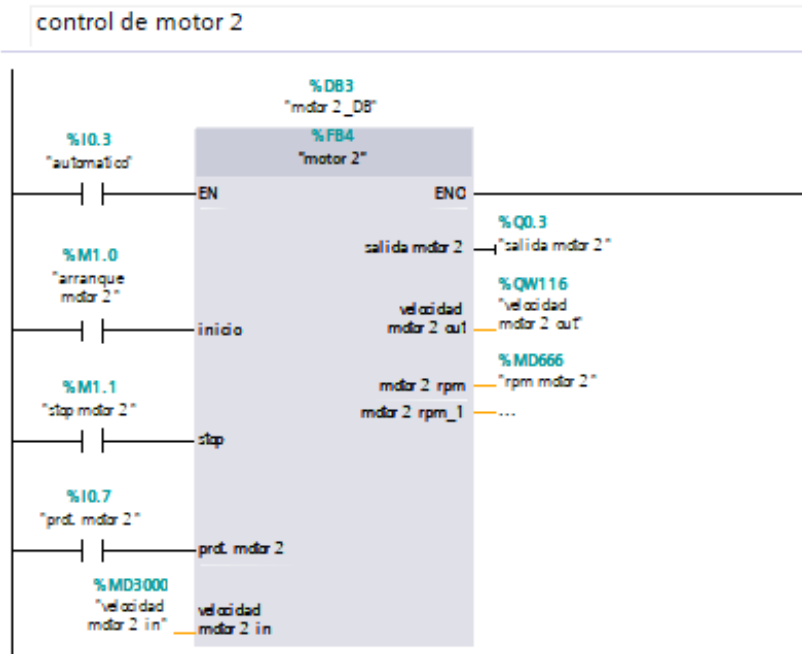 control de motor 2
%DB3
"motor 2_DB"
%FB4
"motor 2"
%I0.3
"automatico"
EN
ENO
%Q0.3
salida motor 2
"salida motor 2"
%M1.0
"arranque
motor 2"
inicio
velocidad
motor 2 out
%QW116
"velocidad
motor 2 out"
%MD666
motor 2 rpm
"rpm motor 2"
motor 2 rpm_1
...
%M1.1
"stop motor 2"
stop
%I0.7
"prot. motor 2"
prot. motor 2
%MD3000
"velocidad
motor 2 in"
velocidad
motor 2 in